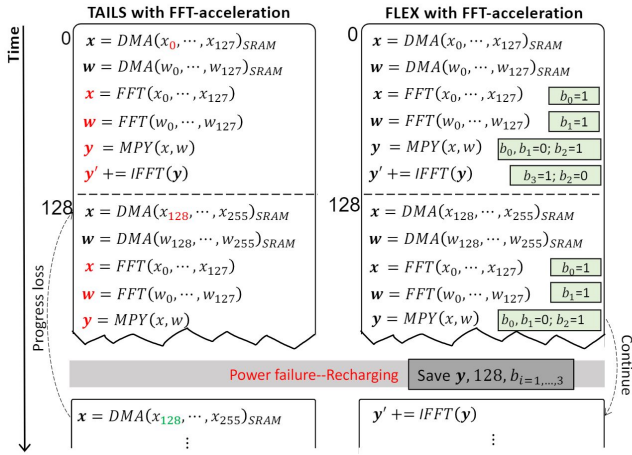 TAILS with FFT-acceleration
FLEX with FFT-acceleration
Time
0
x = DMA(x₀,⋯,x₁₂₇)SRAM
w = DMA(w₀,⋯,w₁₂₇)SRAM
x = FFT(x₀,⋯,x₁₂₇)
w = FFT(w₀,⋯,w₁₂₇)
y = MPY(x,w)
y′ += IFFT(y)
128
x = DMA(x₁₂₈,⋯,x₂₅₅)SRAM
w = DMA(w₁₂₈,⋯,w₂₅₅)SRAM
x = FFT(x₀,⋯,x₁₂₇)
w = FFT(w₀,⋯,w₁₂₇)
y = MPY(x,w)
Progress loss
0
x = DMA(x₀,⋯,x₁₂₇)SRAM
w = DMA(w₀,⋯,w₁₂₇)SRAM
x = FFT(x₀,⋯,x₁₂₇) b₀=1
w = FFT(w₀,⋯,w₁₂₇) b₁=1
y = MPY(x,w) b₀,b₁=0; b₂=1
y′ += IFFT(y) b₃=1; b₂=0
128
x = DMA(x₁₂₈,⋯,x₂₅₅)SRAM
w = DMA(w₁₂₈,⋯,w₂₅₅)SRAM
x = FFT(x₀,⋯,x₁₂₇) b₀=1
w = FFT(w₀,⋯,w₁₂₇) b₁=1
y = MPY(x,w) b₀,b₁=0; b₂=1
Continue
Power failure--Recharging
Save y, 128, bᵢ₌₁,...,₃
x = DMA(x₁₂₈,⋯,x₂₅₅)SRAM
⋮
y′ += IFFT(y)
⋮